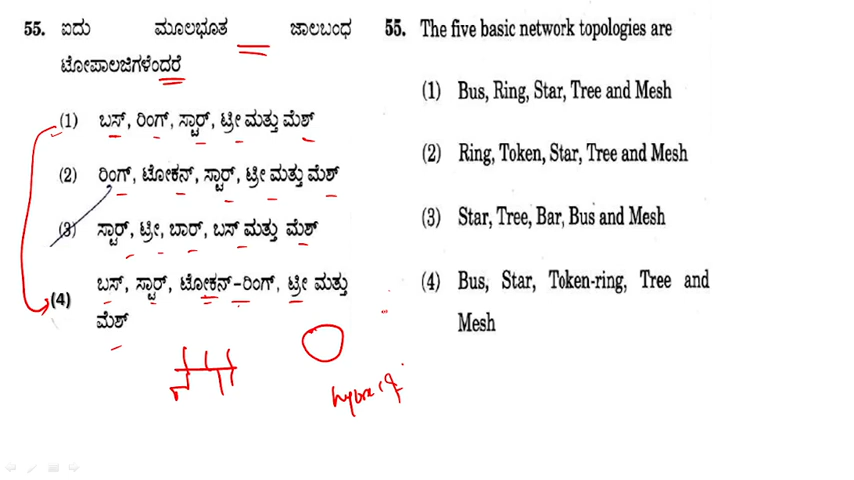 55. ಐದು ಮೂಲಭೂತ ಜಾಲಬಂಧ
ಟೋಪಾಲಜಿಗಳೆಂದರೆ
(1) ಬಸ್, ರಿಂಗ್, ಸ್ಟಾರ್, ಟ್ರೀ ಮತ್ತು ಮೆಶ್
(2) ರಿಂಗ್, ಟೋಕನ್, ಸ್ಟಾರ್, ಟ್ರೀ ಮತ್ತು ಮೆಶ್
(3) ಸ್ಟಾರ್, ಟ್ರೀ, ಬಾರ್, ಬಸ್ ಮತ್ತು ಮೆಶ್
(4) ಬಸ್, ಸ್ಟಾರ್, ಟೋಕನ್-ರಿಂಗ್, ಟ್ರೀ ಮತ್ತು
ಮೆಶ್
55. The five basic network topologies are
(1) Bus, Ring, Star, Tree and Mesh
(2) Ring, Token, Star, Tree and Mesh
(3) Star, Tree, Bar, Bus and Mesh
(4) Bus, Star, Token-ring, Tree and
Mesh